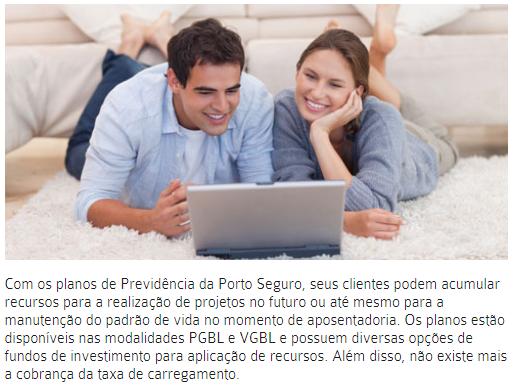 Com os planos de Previdência da Porto Seguro, seus clientes podem acumular
recursos para a realização de projetos no futuro ou até mesmo para a
manutenção do padrão de vida no momento de aposentadoria. Os planos estão
disponíveis nas modalidades PGBL e VGBL e possuem diversas opções de
fundos de investimento para aplicação de recursos. Além disso, não existe mais
a cobrança da taxa de carregamento.